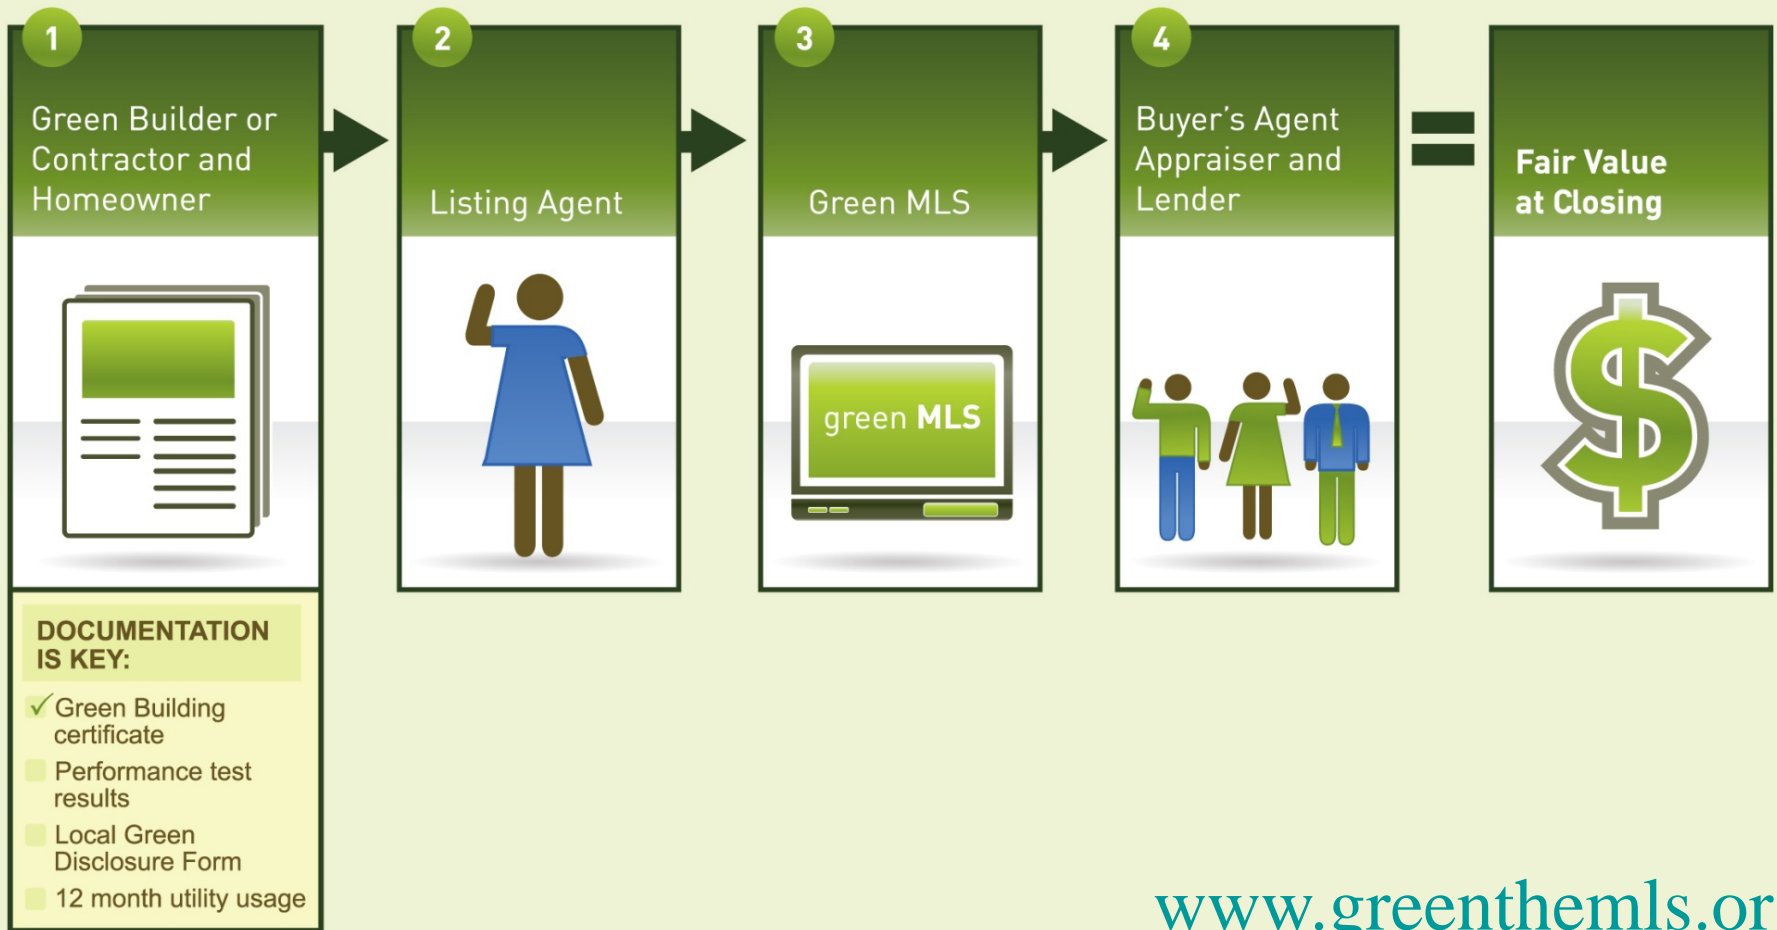 1
Green Builder or
Contractor and
Homeowner
2
Listing Agent
3
Green MLS
green MLS
4
Buyer's Agent
Appraiser and
Lender
=
Fair Value
at Closing
$
DOCUMENTATION
IS KEY:
✓ Green Building
certificate
Performance test
results
Local Green
Disclosure Form
12 month utility usage
www.greenthemls.or